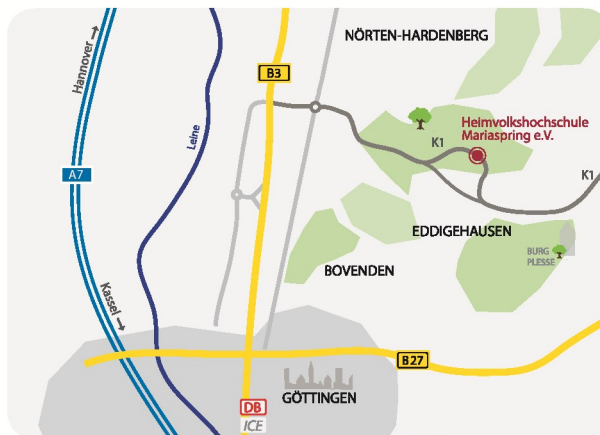 Hannover →
NÖRTEN-HARDENBERG
B3
Heimvolkshochschule
Mariaspring e.V.
Leine
K1
A7
K1
EDDIGEHAUSEN
BURG
PLESSE
BOVENDEN
Kassel →
B27
GÖTTINGEN
DB
ICE